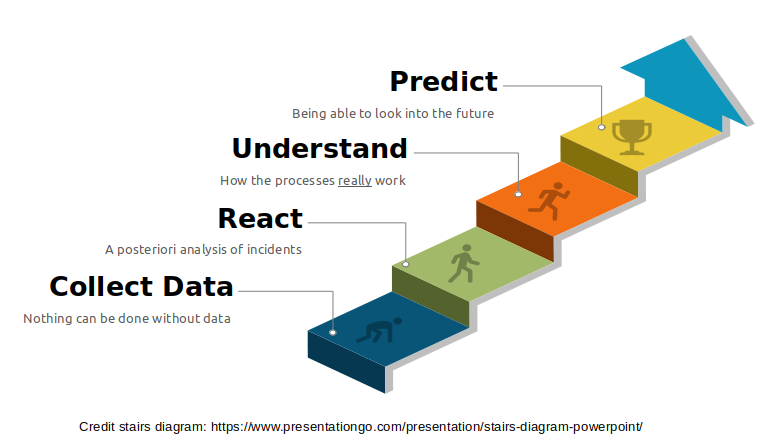 Predict
Being able to look into the future
Understand
How the processes really work
React
A posteriori analysis of incidents
Collect Data
Nothing can be done without data
Credit stairs diagram: https://www.presentationgo.com/presentation/stairs-diagram-powerpoint/